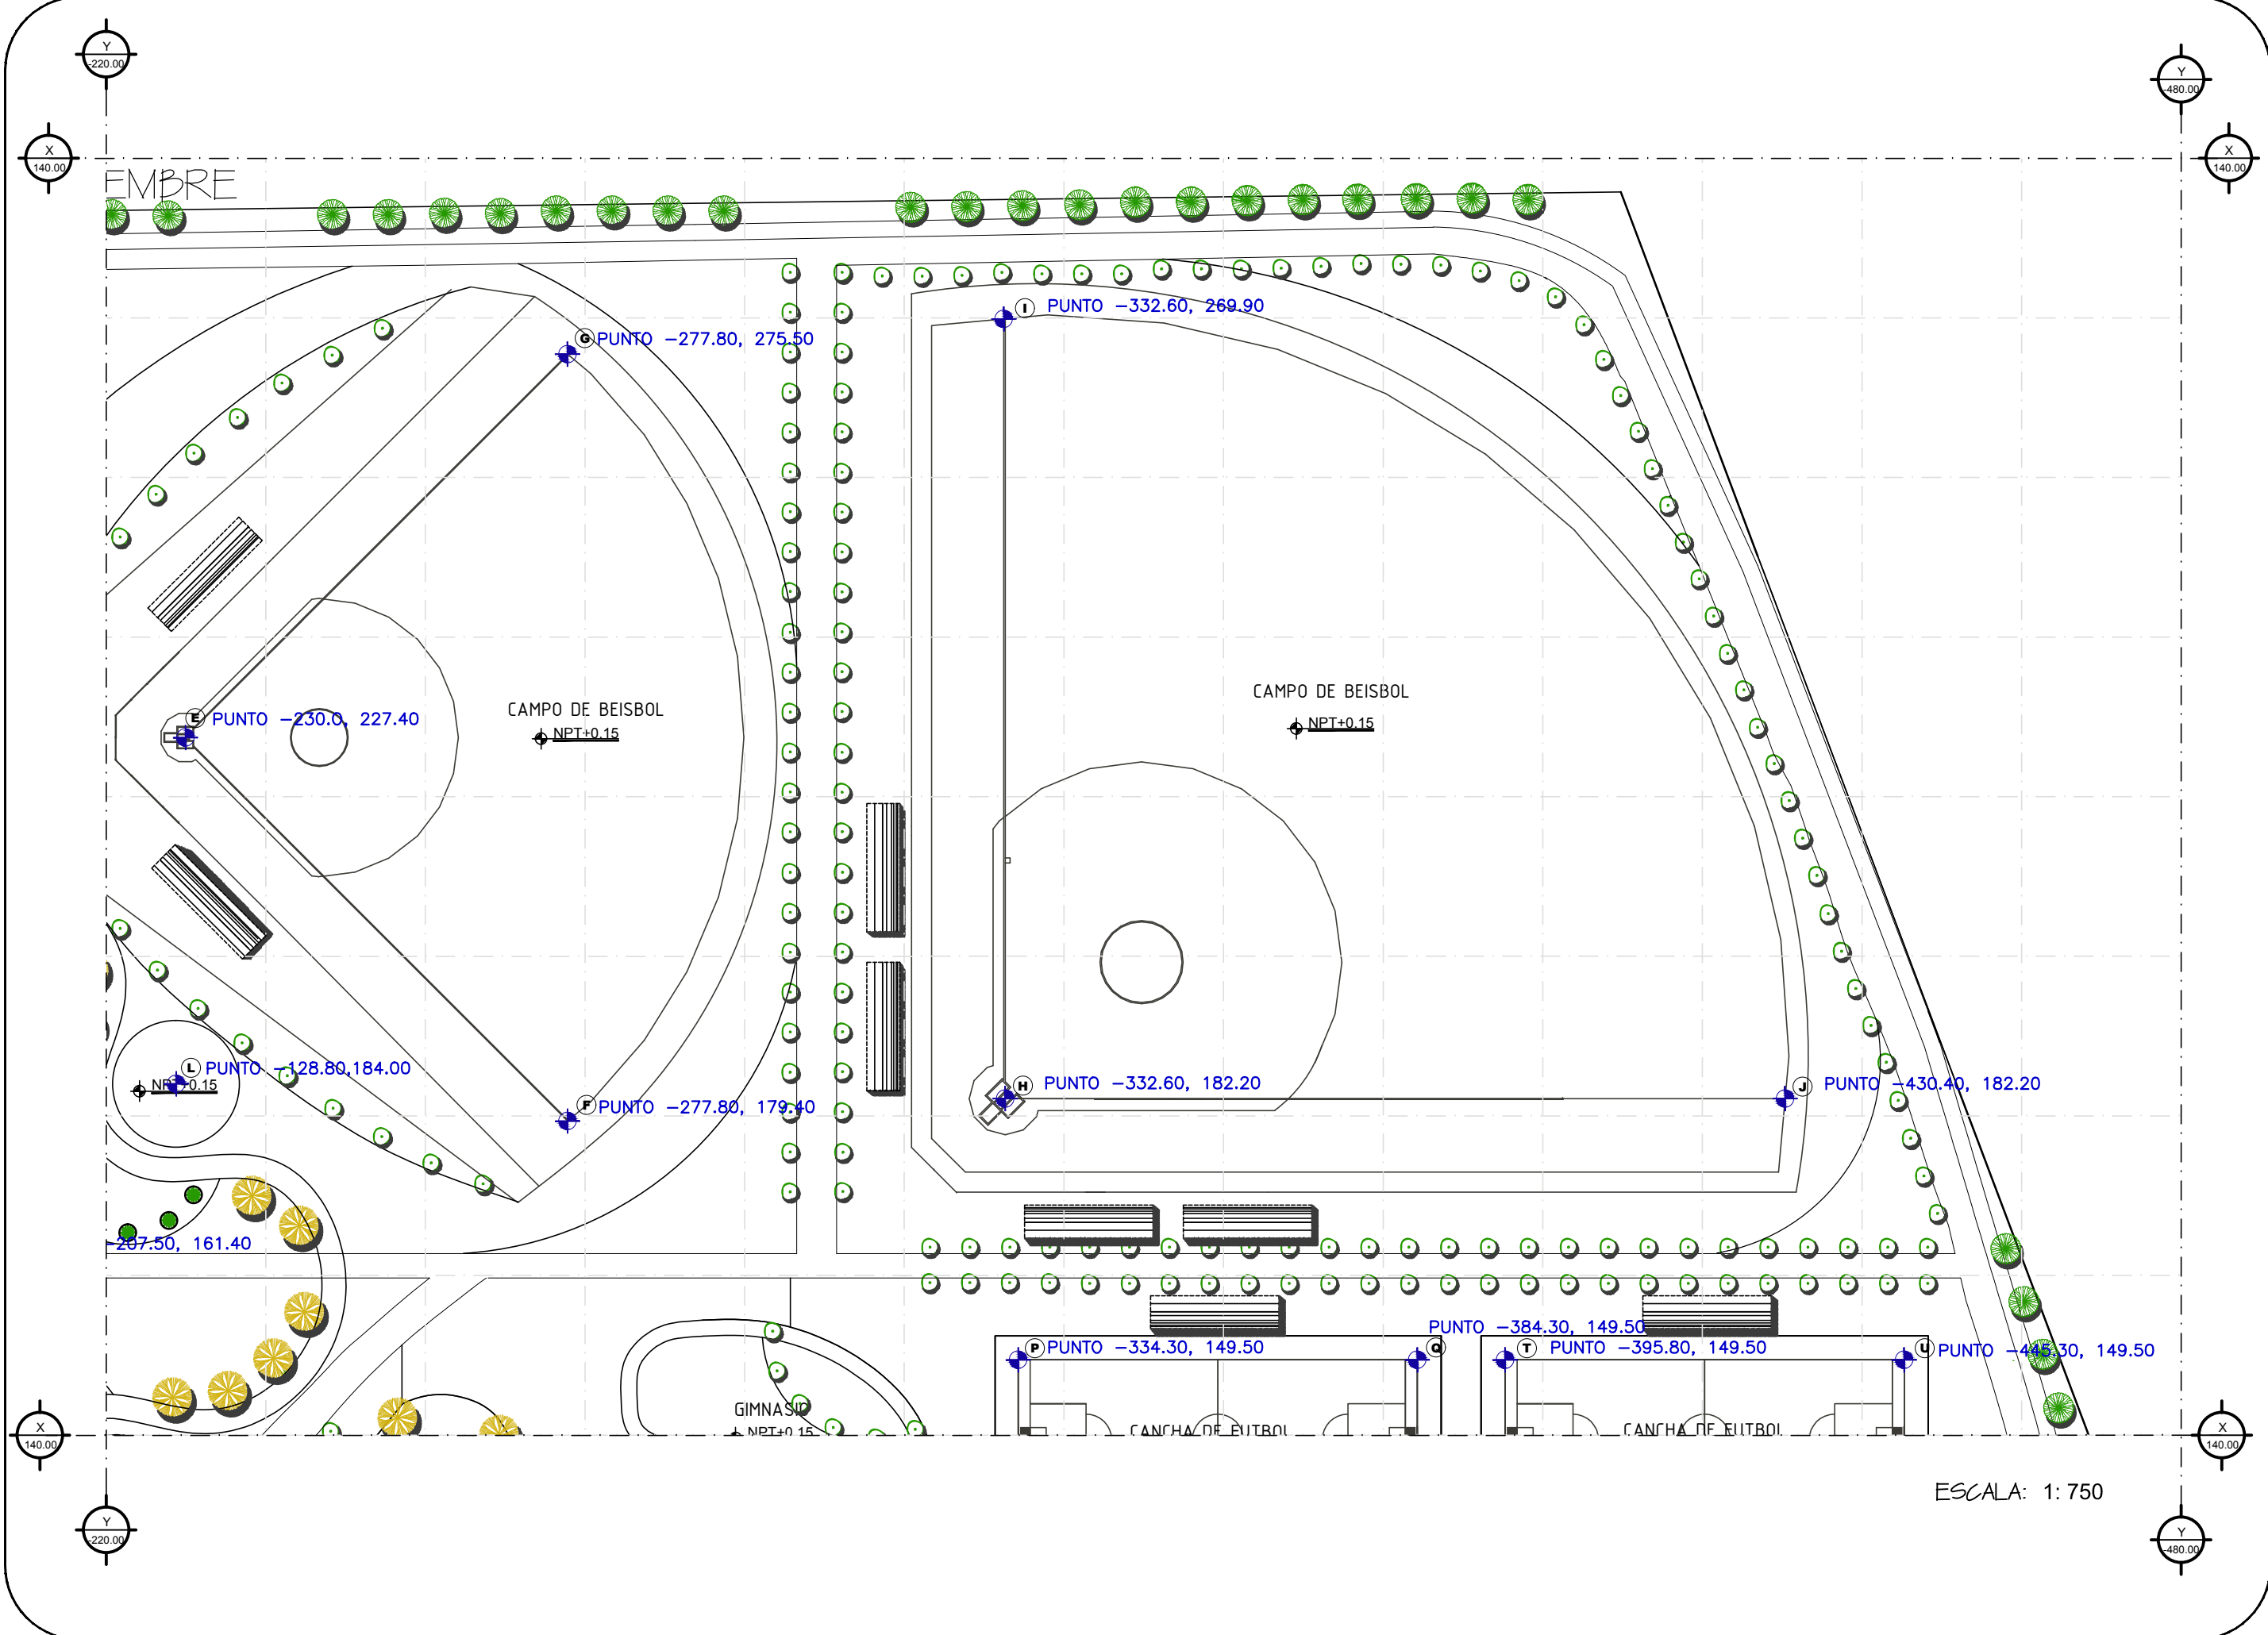 Y
-220.00
Y
-480.00
X
140.00
X
140.00
EMBRE
I PUNTO -332.60, 269.90
G PUNTO -277.80, 275.50
CAMPO DE BEISBOL
NPT+0.15
E PUNTO -230.0, 227.40
CAMPO DE BEISBOL
NPT+0.15
L PUNTO -128.80,184.00
NPT+0.15
H PUNTO -332.60, 182.20
J PUNTO -430.40, 182.20
F PUNTO -277.80, 179.40
-207.50, 161.40
PUNTO -384.30, 149.50
P PUNTO -334.30, 149.50
Q
T PUNTO -395.80, 149.50
U PUNTO -445.30, 149.50
GIMNASIO
NPT+0.15
CANCHA DE FUTBOL
CANCHA DE FUTBOL
X
140.00
X
140.00
ESCALA: 1:750
Y
-220.00
Y
-480.00